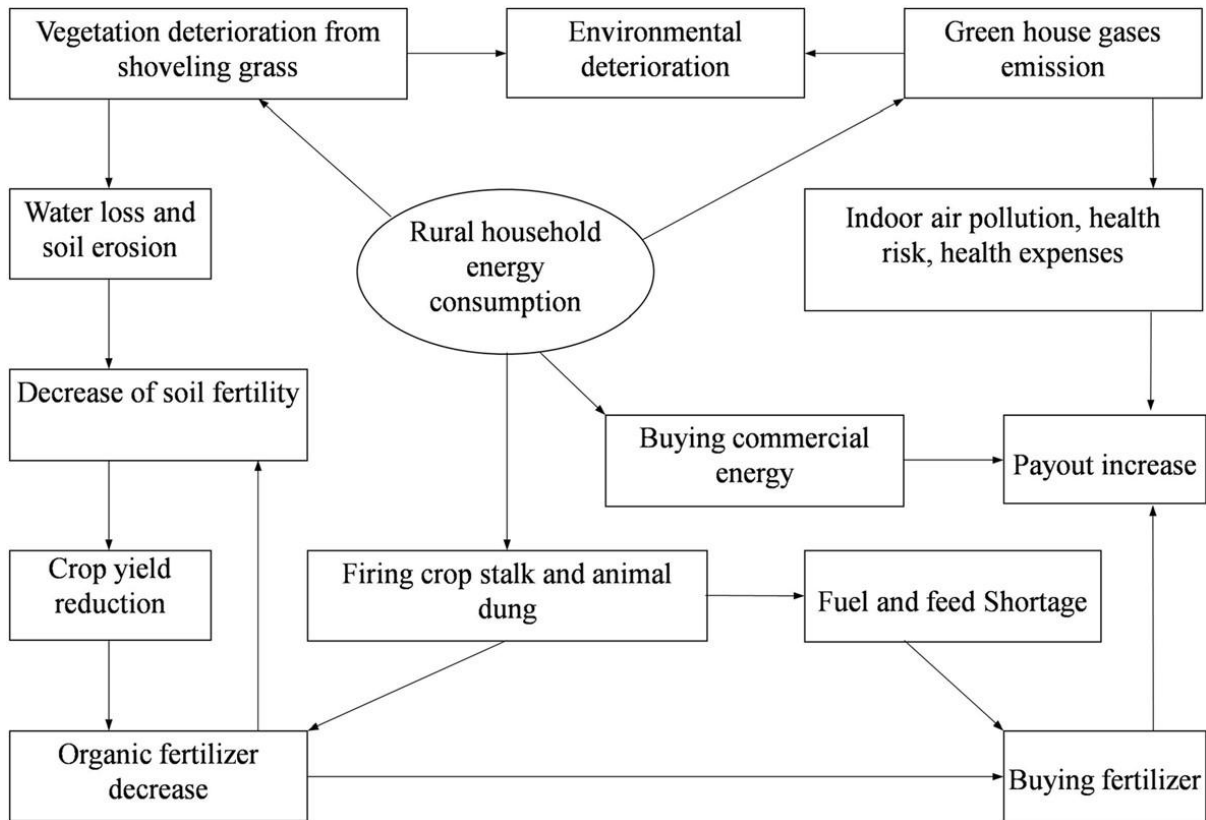 Vegetation deterioration from
shoveling grass
Environmental
deterioration
Green house gases
emission
Water loss and
soil erosion
Rural household
energy
consumption
Indoor air pollution, health
risk, health expenses
Decrease of soil fertility
Buying commercial
energy
Payout increase
Crop yield
reduction
Firing crop stalk and animal
dung
Fuel and feed Shortage
Organic fertilizer
decrease
Buying fertilizer